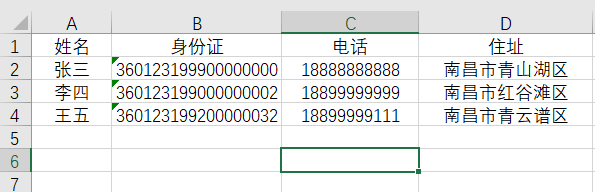 A B C D
1 姓名 身份证 电话 住址
2 张三 360123199900000000 18888888888 南昌市青山湖区
3 李四 360123199000000002 18899999999 南昌市红谷滩区
4 王五 360123199200000032 18899999111 南昌市青云谱区
5
6
7